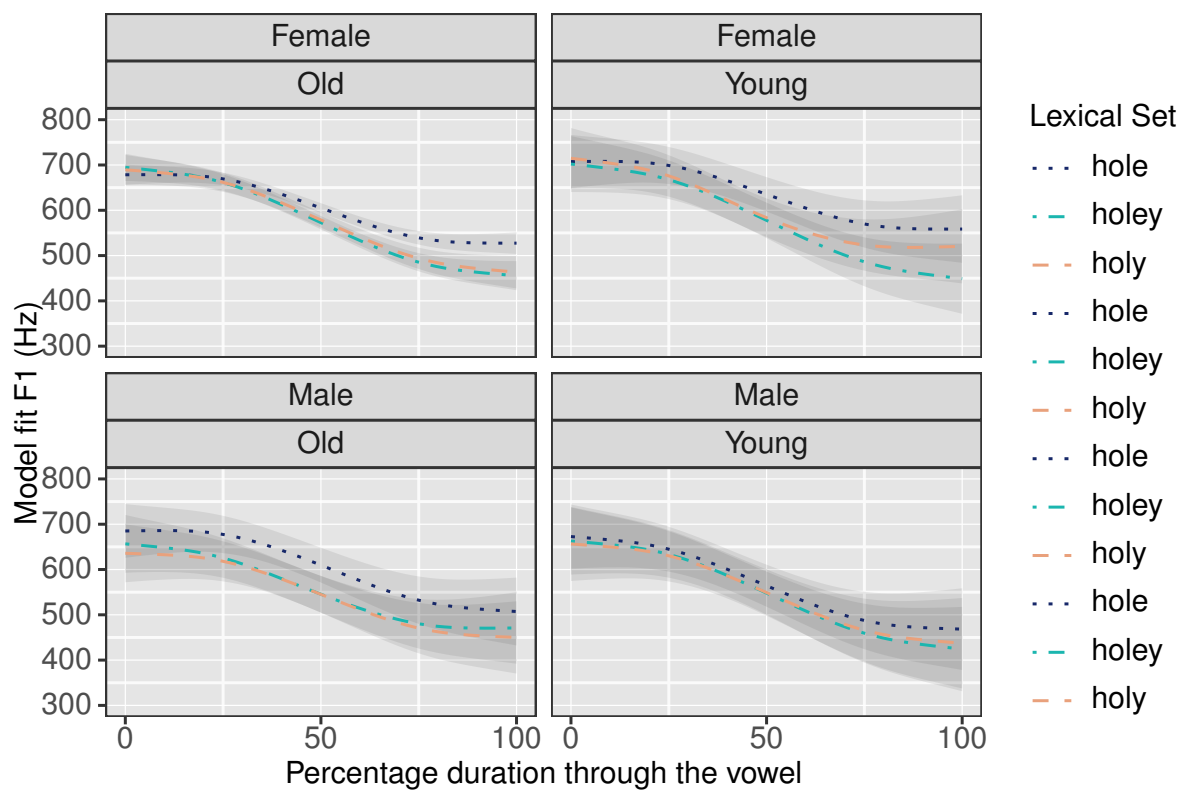 Female
Female
Old
Young
800
700
600
500
400
300
Male
Male
Old
Young
800
700
600
500
400
300
0
50
100
0
50
100
Model fit F1 (Hz)
Percentage duration through the vowel
Lexical Set
hole
holey
holy
hole
holey
holy
hole
holey
holy
hole
holey
holy